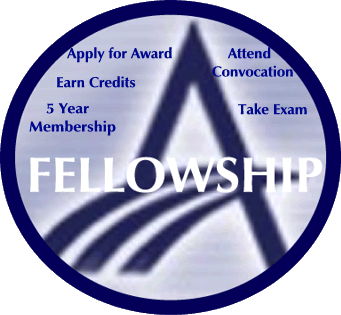 Apply for Award
Attend
Convocation
Earn Credits
5 Year
Membership
Take Exam
FELLOWSHIP